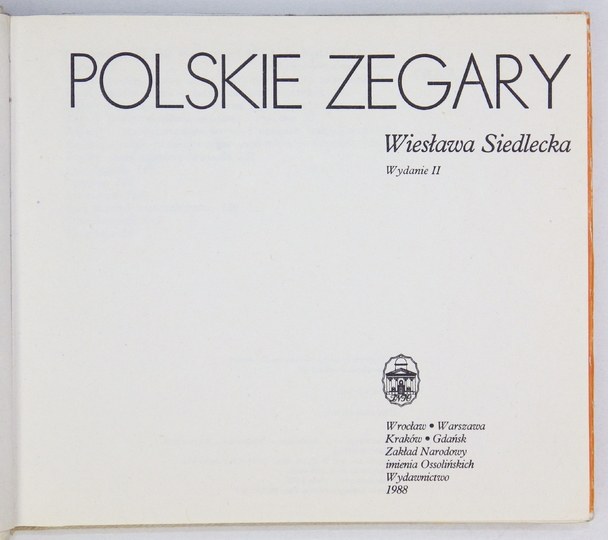 POLSKIE ZEGARY
Wiesława Siedlecka
Wydanie II
Wrocław • Warszawa
Kraków • Gdańsk
Zakład Narodowy
imienia Ossolińskich
Wydawnictwo
1988